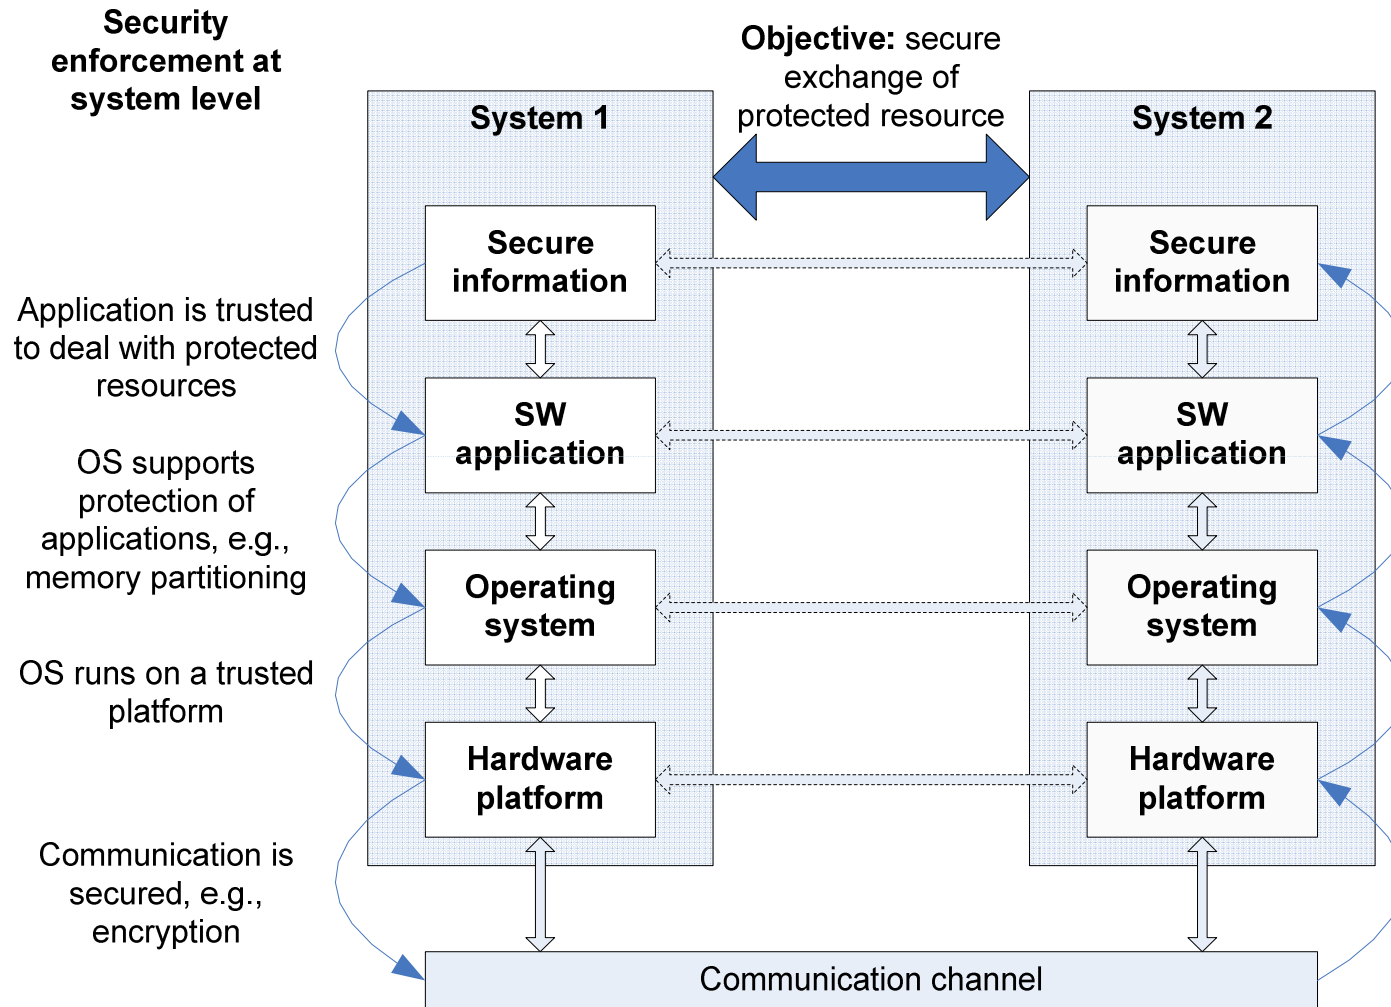 Security
enforcement at
system level
Objective: secure
exchange of
protected resource
System 1
System 2
Secure
information
Secure
information
Application is trusted
to deal with protected
resources
SW
application
SW
application
OS supports
protection of
applications, e.g.,
memory partitioning
Operating
system
Operating
system
OS runs on a trusted
platform
Hardware
platform
Hardware
platform
Communication is
secured, e.g.,
encryption
Communication channel